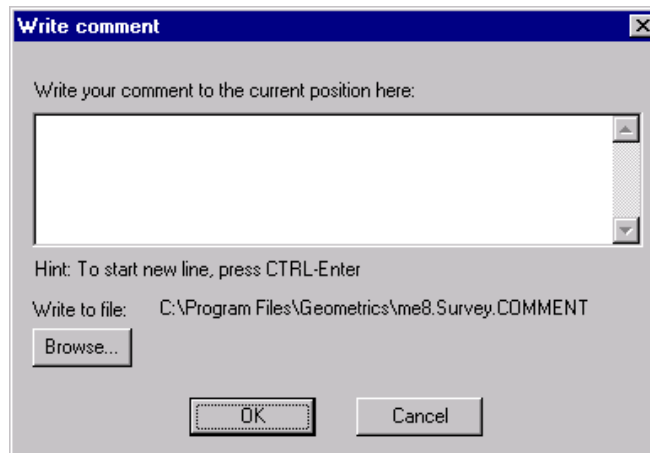 Write comment
Write your comment to the current position here:
Hint: To start new line, press CTRL-Enter
Write to file: C:\Program Files\Geometrics\me8.Survey.COMMENT
Browse...
OK Cancel